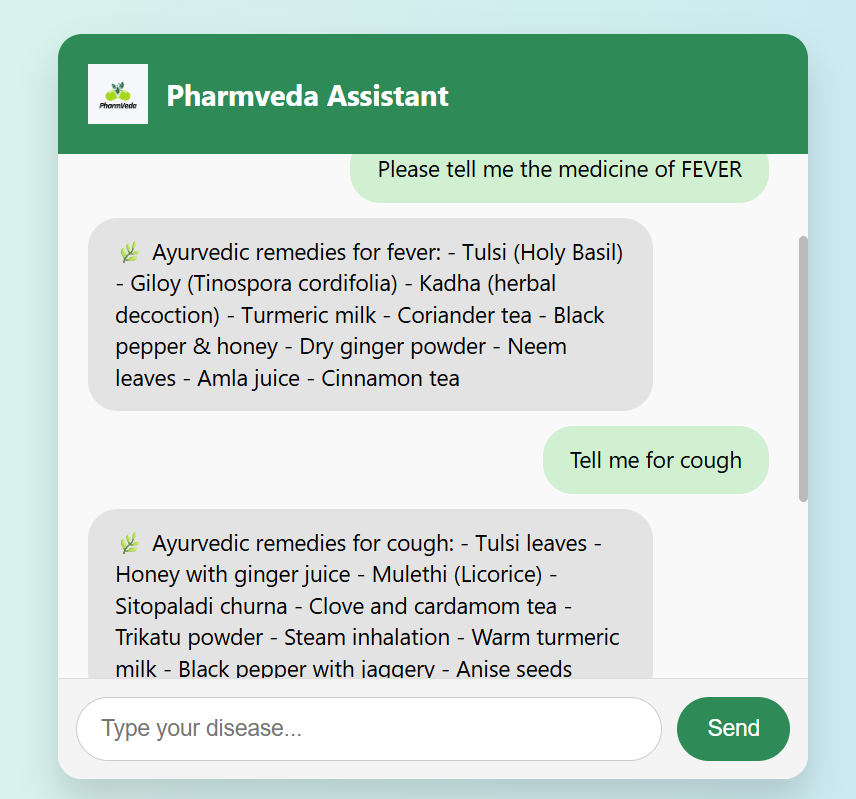 PharmVeda
Pharmveda Assistant
Please tell me the medicine of FEVER
🌿 Ayurvedic remedies for fever: - Tulsi (Holy Basil)
- Giloy (Tinospora cordifolia) - Kadha (herbal
decoction) - Turmeric milk - Coriander tea - Black
pepper & honey - Dry ginger powder - Neem
leaves - Amla juice - Cinnamon tea
Tell me for cough
🌿 Ayurvedic remedies for cough: - Tulsi leaves -
Honey with ginger juice - Mulethi (Licorice) -
Sitopaladi churna - Clove and cardamom tea -
Trikatu powder - Steam inhalation - Warm turmeric
milk - Black pepper with jaggery - Anise seeds
Type your disease...
Send